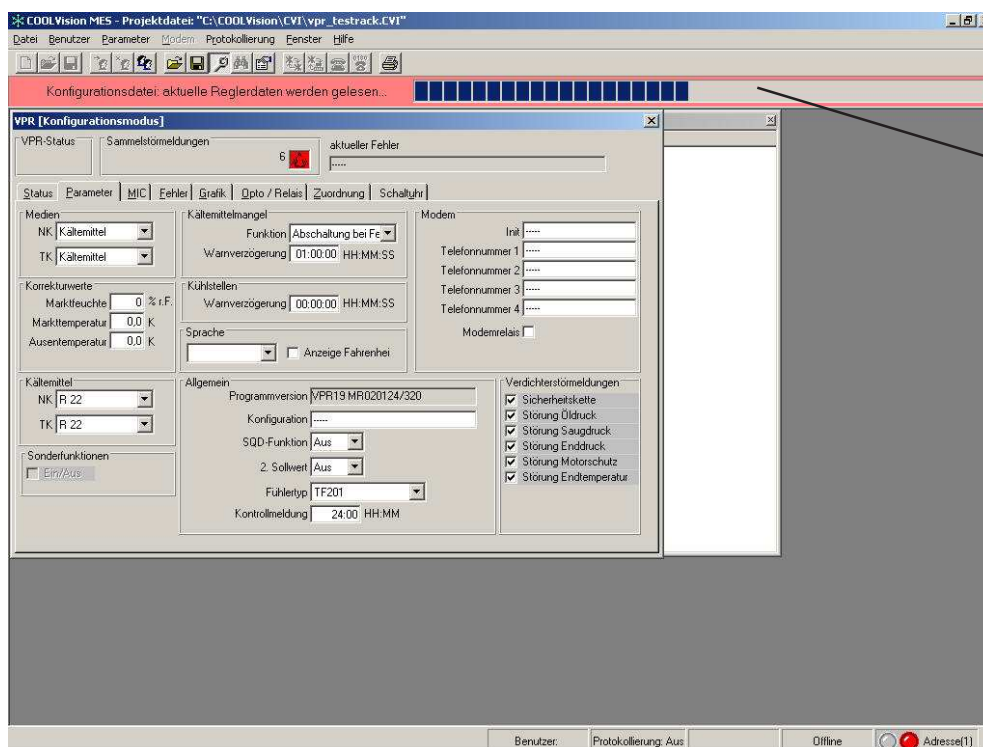 COOLVision MES - Projektdatei: "C:\COOLVision\CVI\vpr_testrack.CVI"
Datei Benutzer Parameter Modem Protokollierung Fenster Hilfe
Konfigurationsdatei: aktuelle Reglerdaten werden gelesen...
VPR [Konfigurationsmodus]
VPR-Status
Sammelstörmeldungen
6
aktueller Fehler
-----
Status Parameter MIC Fehler Grafik Opto / Relais Zuordnung Schaltuhr
Medien
NK Kältemittel
TK Kältemittel
Kältemittelmangel
Funktion Abschaltung bei Fe
Warnverzögerung 01:00:00 HH:MM:SS
Modem
Init -----
Telefonnummer 1 -----
Telefonnummer 2 -----
Telefonnummer 3 -----
Telefonnummer 4 -----
Modemrelais
Korrekturwerte
Marktfeuchte 0 % r.F.
Markttemperatur 0,0 K
Ausentemperatur 0,0 K
Kühlstellen
Warnverzögerung 00:00:00 HH:MM:SS
Sprache
Anzeige Fahrenhei
Kältemittel
NK R 22
TK R 22
Sonderfunktionen
Ein/Aus
Allgemein
Programmversion VPR19 MR020124/320
Konfiguration -----
SQD-Funktion Aus
2. Sollwert Aus
Fühlertyp TF201
Kontrollmeldung 24:00 HH:MM
Verdichterstörmeldungen
Sicherheitskette
Störung Öldruck
Störung Saugdruck
Störung Enddruck
Störung Motorschutz
Störung Endtemperatur
Benutzer: Protokollierung: Aus Offline Adresse(1)